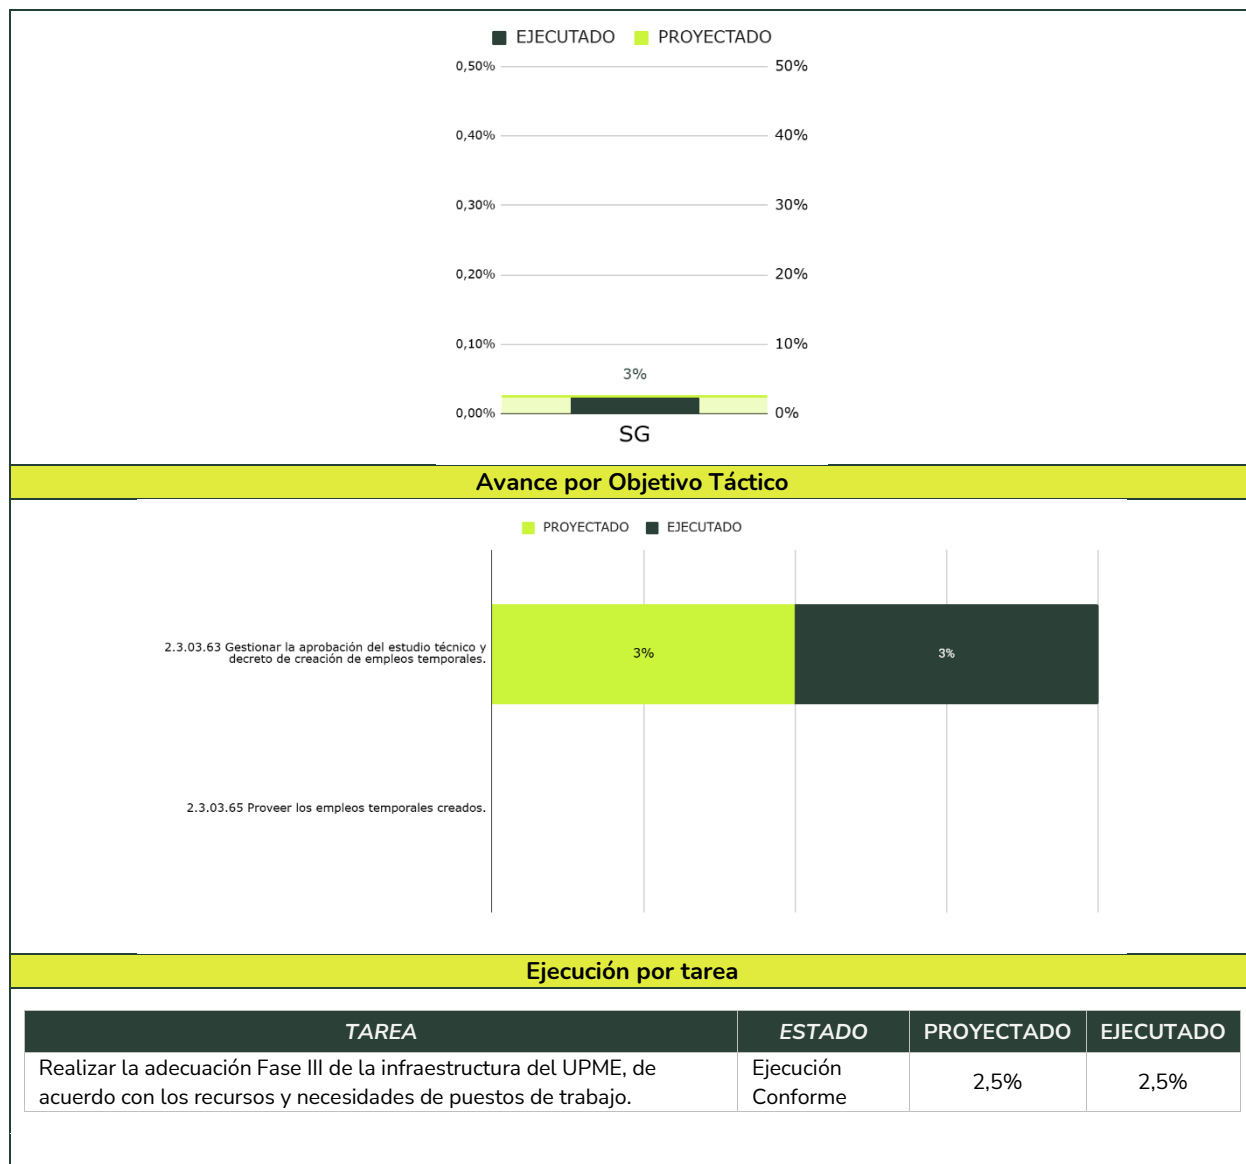 EJECUTADO PROYECTADO
0,50% 50%
0,40% 40%
0,30% 30%
0,20% 20%
0,10% 10%
3%
0,00% 0%
SG
Avance por Objetivo Táctico
PROYECTADO EJECUTADO
2.3.03.63 Gestionar la aprobación del estudio técnico y
decreto de creación de empleos temporales.
3% 3%
2.3.03.65 Proveer los empleos temporales creados.
Ejecución por tarea
TAREA ESTADO PROYECTADO EJECUTADO
Realizar la adecuación Fase III de la infraestructura del UPME, de
acuerdo con los recursos y necesidades de puestos de trabajo.
Ejecución
Conforme
2,5% 2,5%